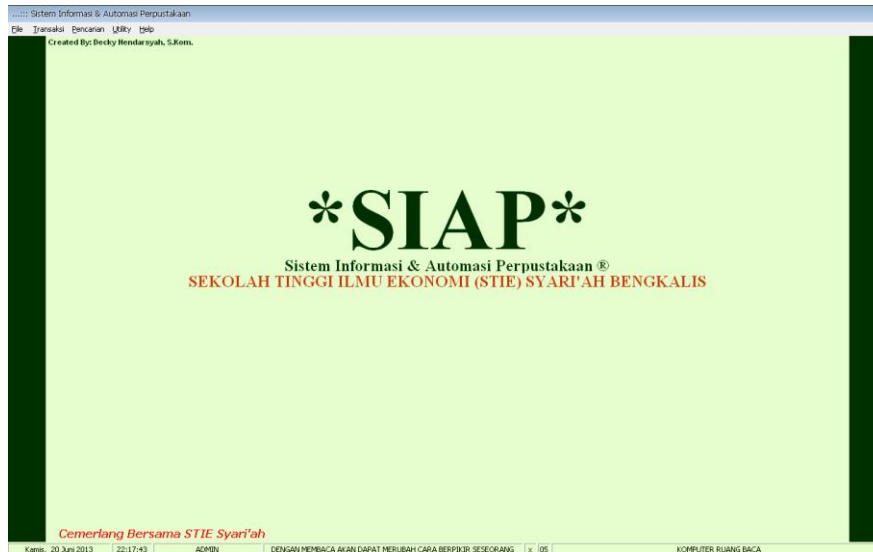 ...::: Sistem Informasi & Automasi Perpustakaan
File Transaksi Pencarian Utility Help
Created By: Decky Hendarsyah, S.Kom.
*SIAP*
Sistem Informasi & Automasi Perpustakaan ®
SEKOLAH TINGGI ILMU EKONOMI (STIE) SYARI'AH BENGKALIS
Cemerlang Bersama STIE Syari'ah
Kamis, 20 Juni 2013 22:17:43 ADMIN DENGAN MEMBACA AKAN DAPAT MERUBAH CARA BERPIKIR SESEORANG x 05 KOMPUTER RUANG BACA